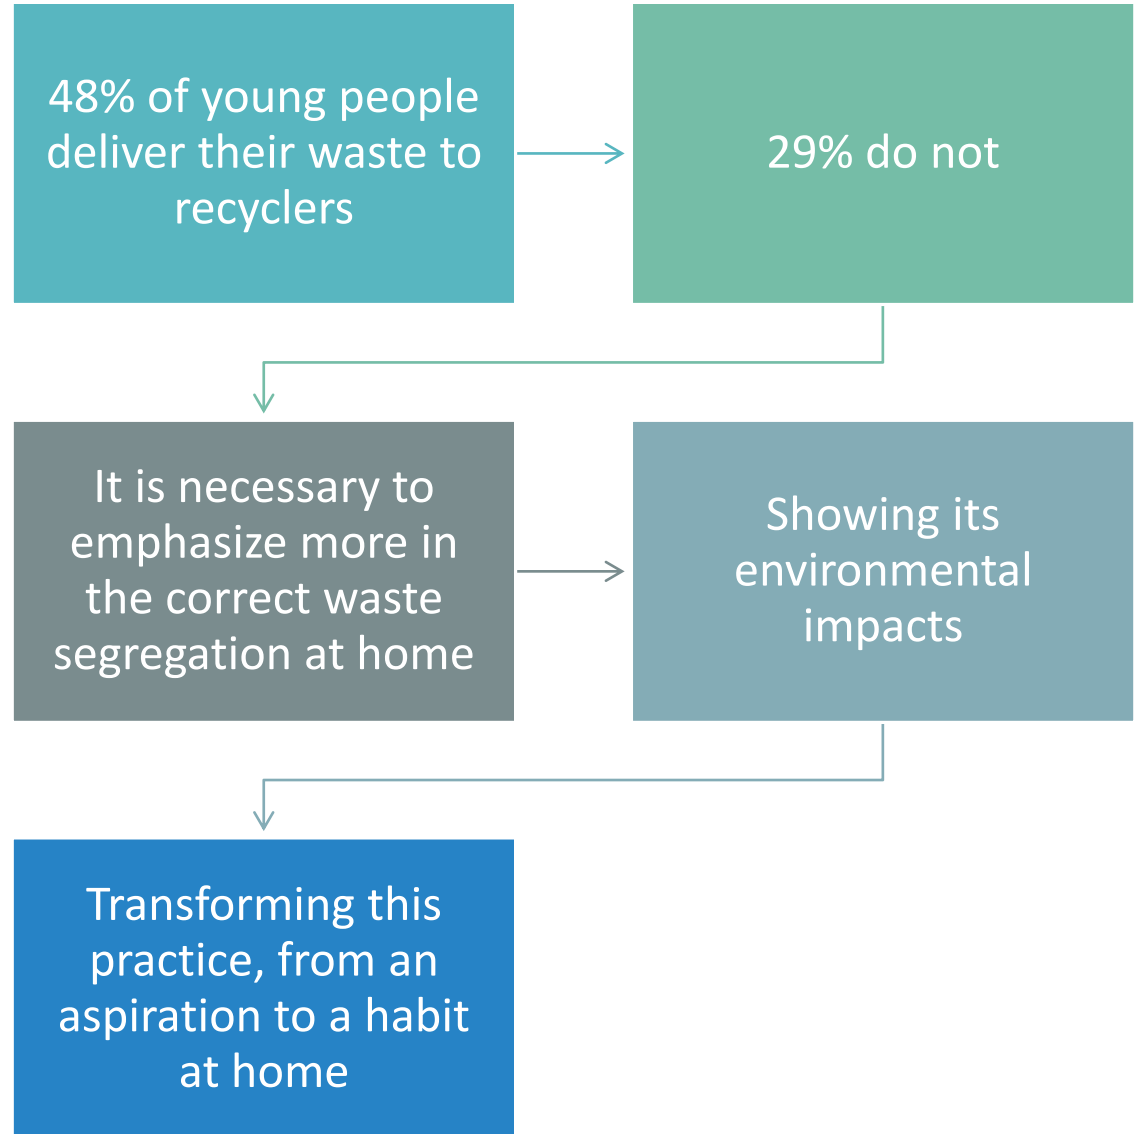 48% of young people
deliver their waste to
recyclers
29% do not
It is necessary to
emphasize more in
the correct waste
segregation at home
Showing its
environmental
impacts
Transforming this
practice, from an
aspiration to a habit
at home